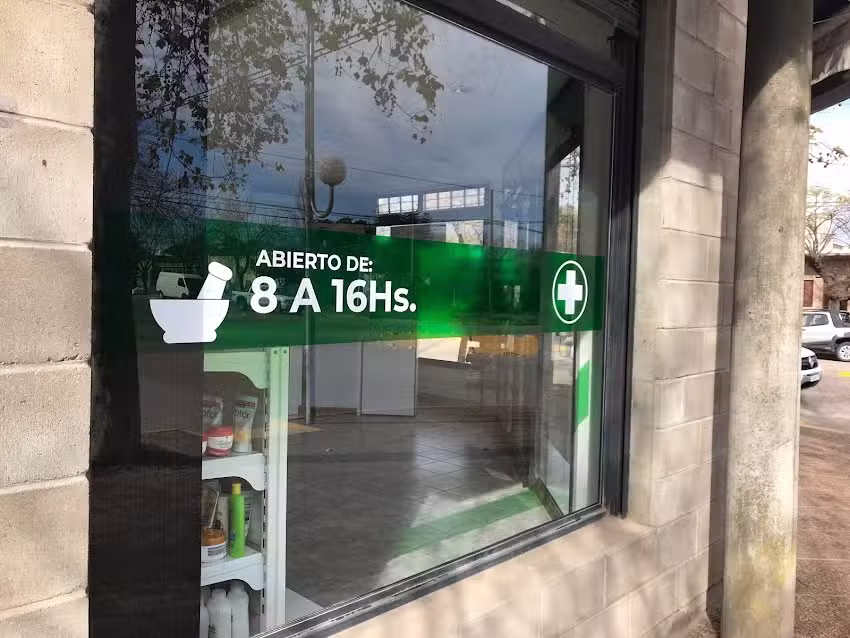 ABIERTO DE:
8 A 16Hs.